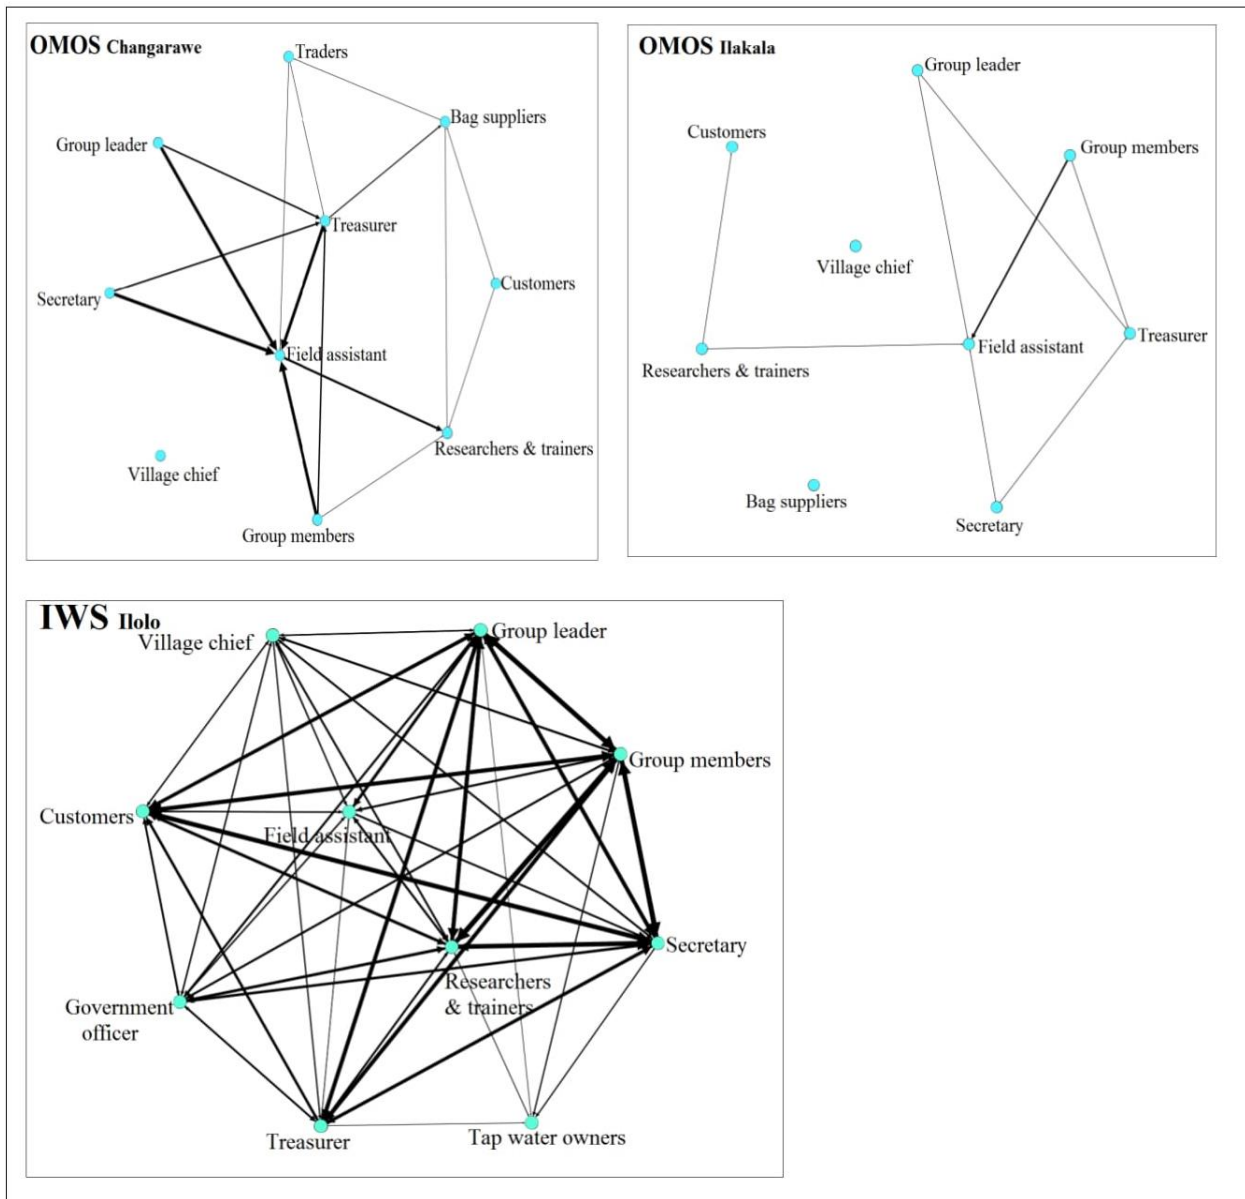 OMOS Changarawe
Traders
Bag suppliers
Group leader
Treasurer
Customers
Secretary
Field assistant
Researchers & trainers
Village chief
Group members
OMOS Ilakala
Group leader
Customers
Group members
Village chief
Treasurer
Field assistant
Researchers & trainers
Bag suppliers
Secretary
IWS Ilolo
Village chief
Group leader
Group members
Customers
Field assistant
Secretary
Researchers
& trainers
Government
officer
Treasurer
Tap water owners